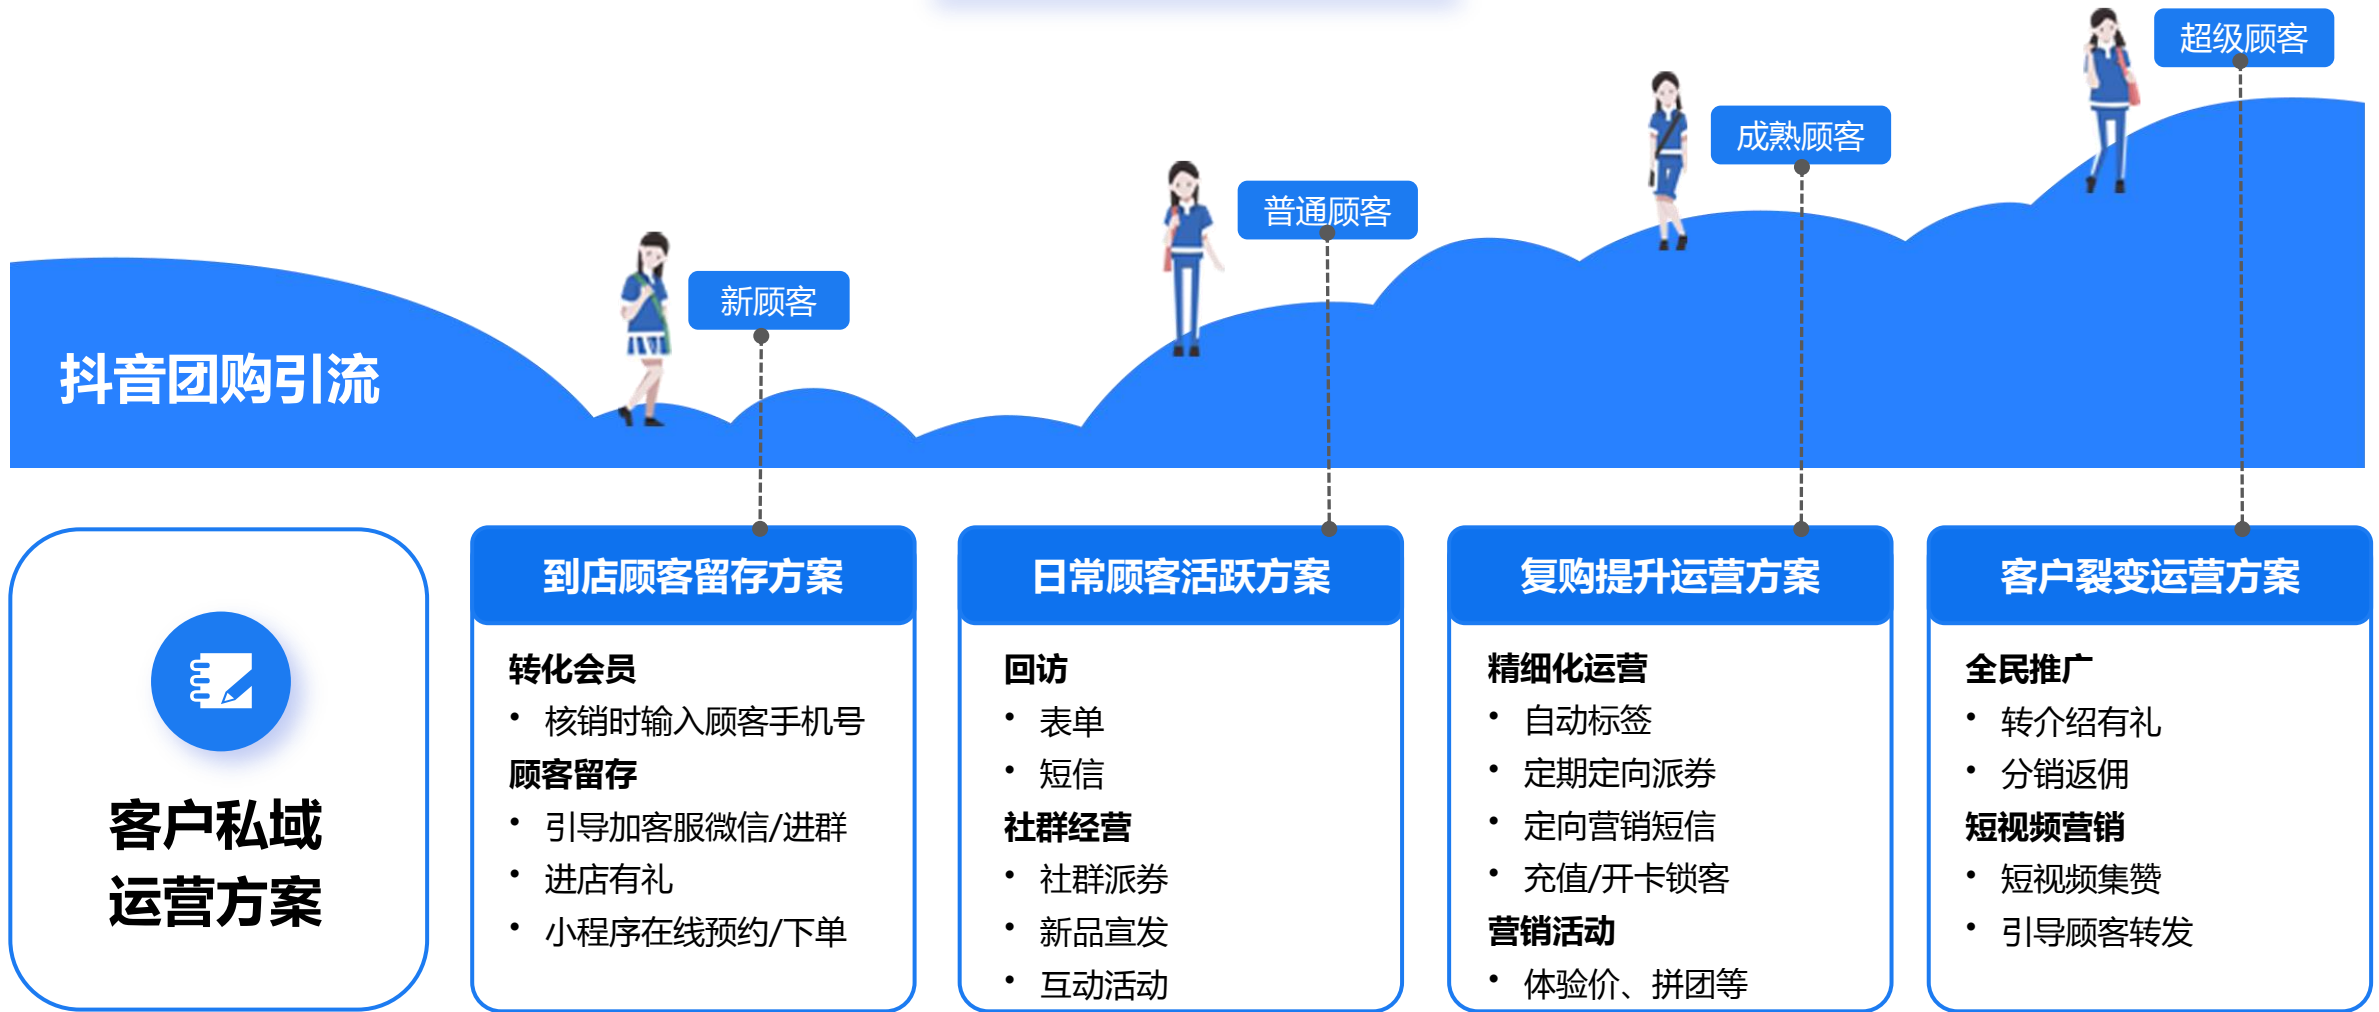 超级顾客
成熟顾客
普通顾客
新顾客
抖音团购引流
客户私域
运营方案
到店顾客留存方案
转化会员
• 核销时输入顾客手机号
顾客留存
• 引导加客服微信/进群
• 进店有礼
• 小程序在线预约/下单
日常顾客活跃方案
回访
• 表单
• 短信
社群经营
• 社群派券
• 新品宣发
• 互动活动
复购提升运营方案
精细化运营
• 自动标签
• 定期定向派券
• 定向营销短信
• 充值/开卡锁客
营销活动
• 体验价、拼团等
客户裂变运营方案
全民推广
• 转介绍有礼
• 分销返佣
短视频营销
• 短视频集赞
• 引导顾客转发